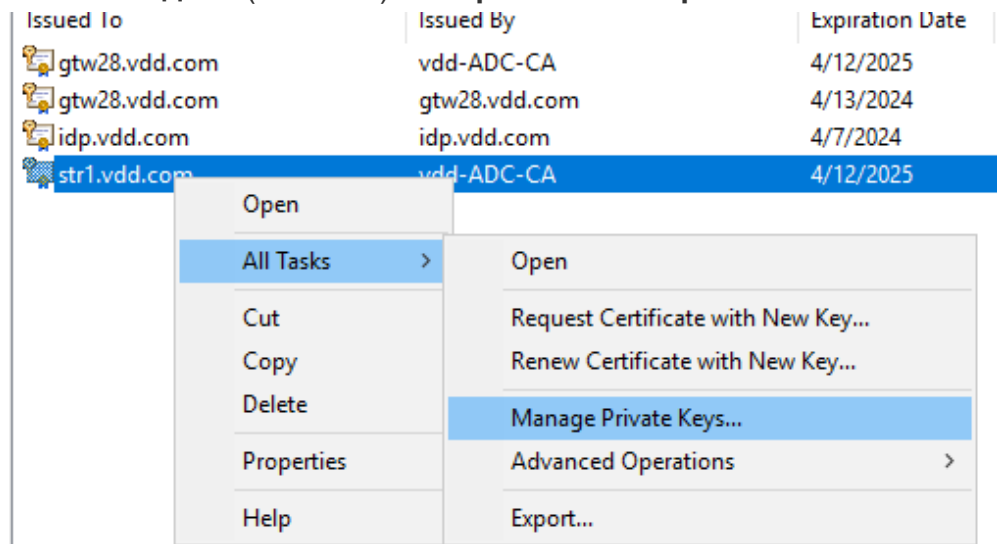 Issued To Issued By Expiration Date
gtw28.vdd.com vdd-ADC-CA 4/12/2025
gtw28.vdd.com gtw28.vdd.com 4/13/2024
idp.vdd.com idp.vdd.com 4/7/2024
str1.vdd.com vdd-ADC-CA 4/12/2025
Open
All Tasks > Open
Cut Request Certificate with New Key...
Copy Renew Certificate with New Key...
Delete Manage Private Keys...
Properties Advanced Operations >
Help Export...